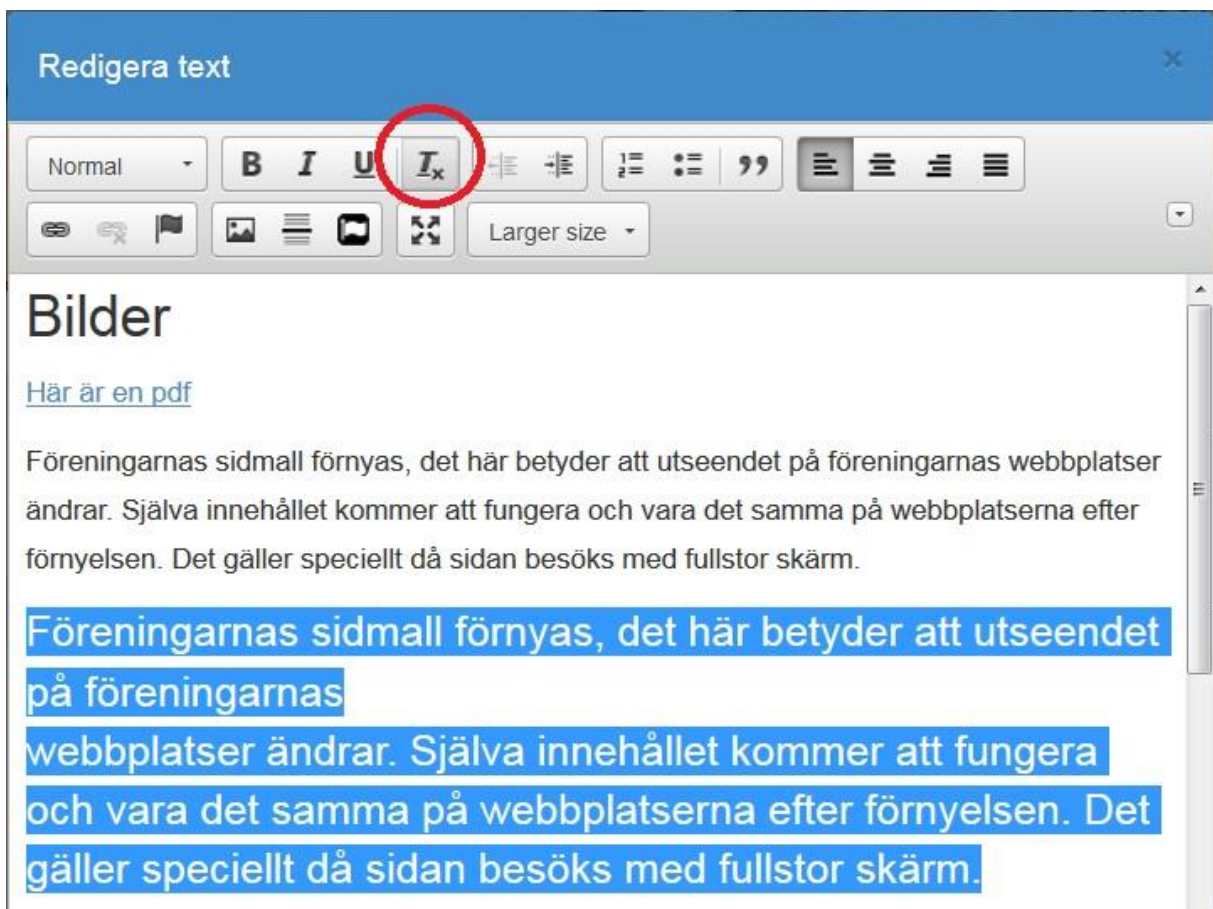 Redigera text
Normal B I U Tx
Larger size
Bilder
Här är en pdf
Föreningarnas sidmall förnyas, det här betyder att utseendet på föreningarnas webbplatser
ändrar. Själva innehållet kommer att fungera och vara det samma på webbplatserna efter
förnyelsen. Det gäller speciellt då sidan besöks med fullstor skärm.
Föreningarnas sidmall förnyas, det här betyder att utseendet
på föreningarnas
webbplatser ändrar. Själva innehållet kommer att fungera
och vara det samma på webbplatserna efter förnyelsen. Det
gäller speciellt då sidan besöks med fullstor skärm.